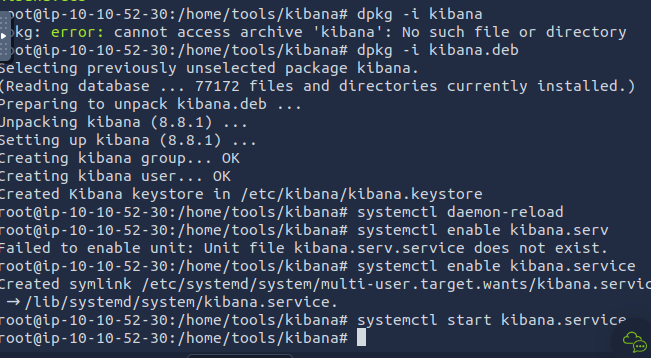 root@ip-10-10-52-30:/home/tools/kibana# dpkg -i kibana
pkg: error: cannot access archive 'kibana': No such file or directory
root@ip-10-10-52-30:/home/tools/kibana# dpkg -i kibana.deb
Selecting previously unselected package kibana.
(Reading database ... 77172 files and directories currently installed.)
Preparing to unpack kibana.deb ...
Unpacking kibana (8.8.1) ...
Setting up kibana (8.8.1) ...
Creating kibana group... OK
Creating kibana user... OK
Created Kibana keystore in /etc/kibana/kibana.keystore
root@ip-10-10-52-30:/home/tools/kibana# systemctl daemon-reload
root@ip-10-10-52-30:/home/tools/kibana# systemctl enable kibana.serv
Failed to enable unit: Unit file kibana.serv.service does not exist.
root@ip-10-10-52-30:/home/tools/kibana# systemctl enable kibana.service
Created symlink /etc/systemd/system/multi-user.target.wants/kibana.servic
→ /lib/systemd/system/kibana.service.
root@ip-10-10-52-30:/home/tools/kibana# systemctl start kibana.service
root@ip-10-10-52-30:/home/tools/kibana#